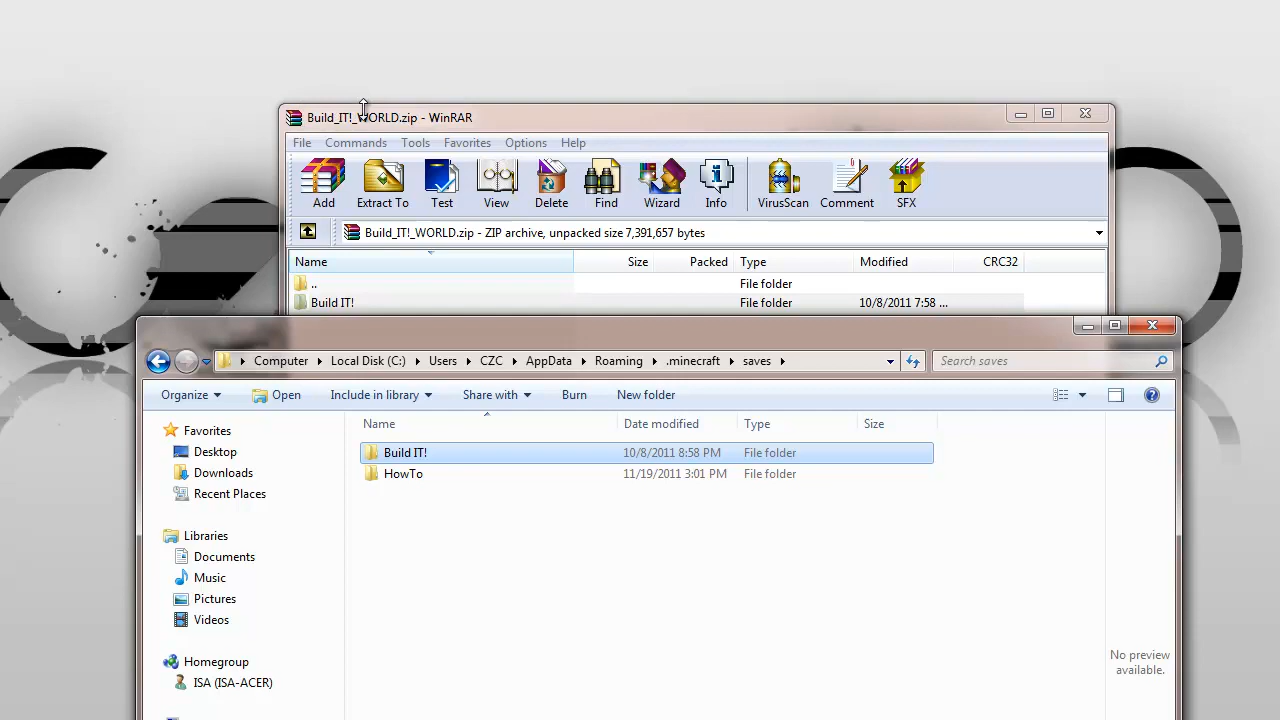 Build_IT!_WORLD.zip - WinRAR
File Commands Tools Favorites Options Help
Add Extract To Test View Delete Find Wizard Info VirusScan Comment SFX
Build_IT!_WORLD.zip - ZIP archive, unpacked size 7,391,657 bytes
Name Size Packed Type Modified CRC32
.. File folder
Build IT! File folder 10/8/2011 7:58 ...
Computer Local Disk (C:) Users CZC AppData Roaming .minecraft saves Search saves
Organize Open Include in library Share with Burn New folder
Name Date modified Type Size
Favorites
Desktop
Downloads
Recent Places
Libraries
Documents
Music
Pictures
Videos
Homegroup
ISA (ISA-ACER)
Build IT! 10/8/2011 8:58 PM File folder
HowTo 11/19/2011 3:01 PM File folder
No preview
available.